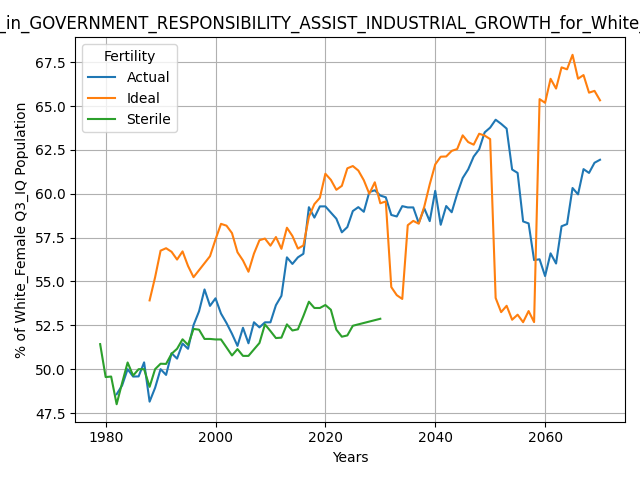 _in_GOVERNMENT_RESPONSIBILITY_ASSIST_INDUSTRIAL_GROWTH_for_White_
Fertility
Actual
Ideal
Sterile
67.5
65.0
62.5
60.0
57.5
55.0
52.5
50.0
47.5
% of White_Female Q3_IQ Population
1980 2000 2020 2040 2060
Years